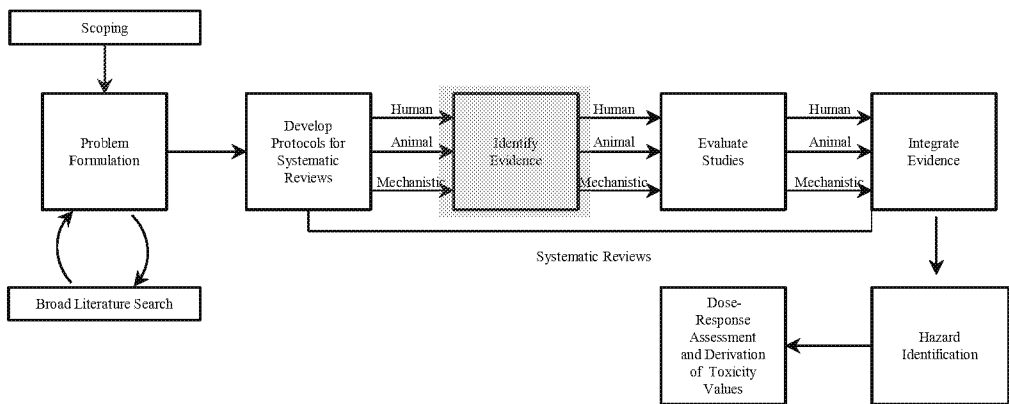 Scoping
Problem
Formulation
Broad Literature Search
Develop
Protocols for
Systematic
Reviews
Human
Animal
Mechanistic
Identify
Evidence
Human
Animal
Mechanistic
Evaluate
Studies
Human
Animal
Mechanistic
Integrate
Evidence
Systematic Reviews
Hazard
Identification
Dose-
Response
Assessment
and Derivation
of Toxicity
Values